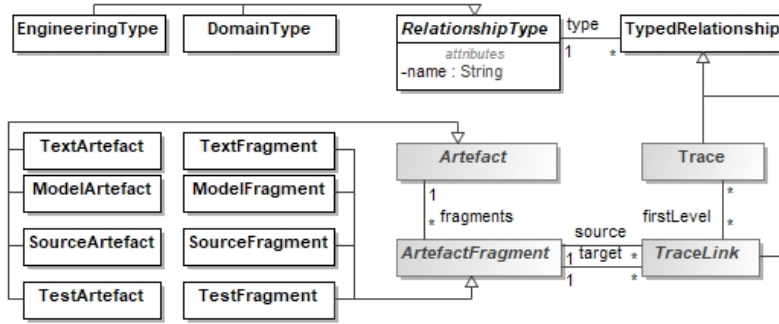 EngineeringType
DomainType
RelationshipType
attributes
-name : String
type
1
*
TypedRelationship
TextArtefact
TextFragment
Artefact
Trace
ModelArtefact
ModelFragment
1
*
* fragments
firstLevel
*
SourceArtefact
SourceFragment
ArtefactFragment
source
1
*
target
1
*
TraceLink
TestArtefact
TestFragment